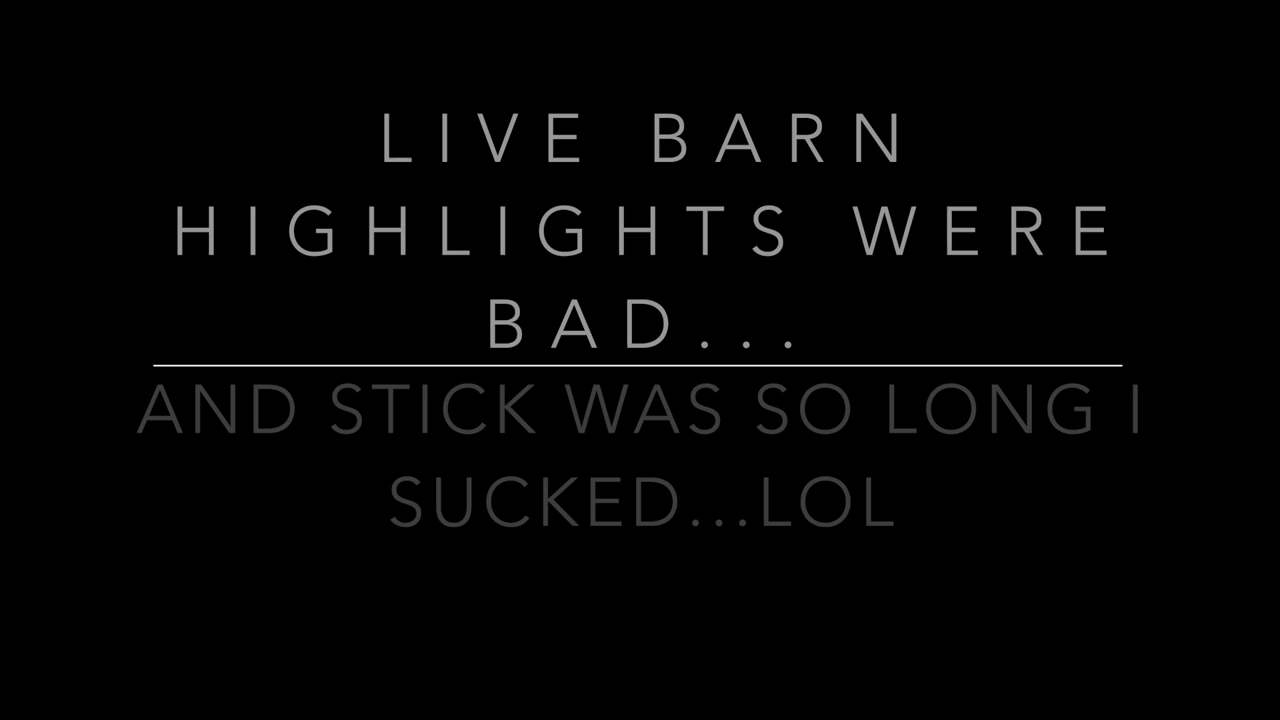 LIVE BARN
HIGHLIGHTS WERE
BAD...
AND STICK WAS SO LONG I
SUCKED...LOL